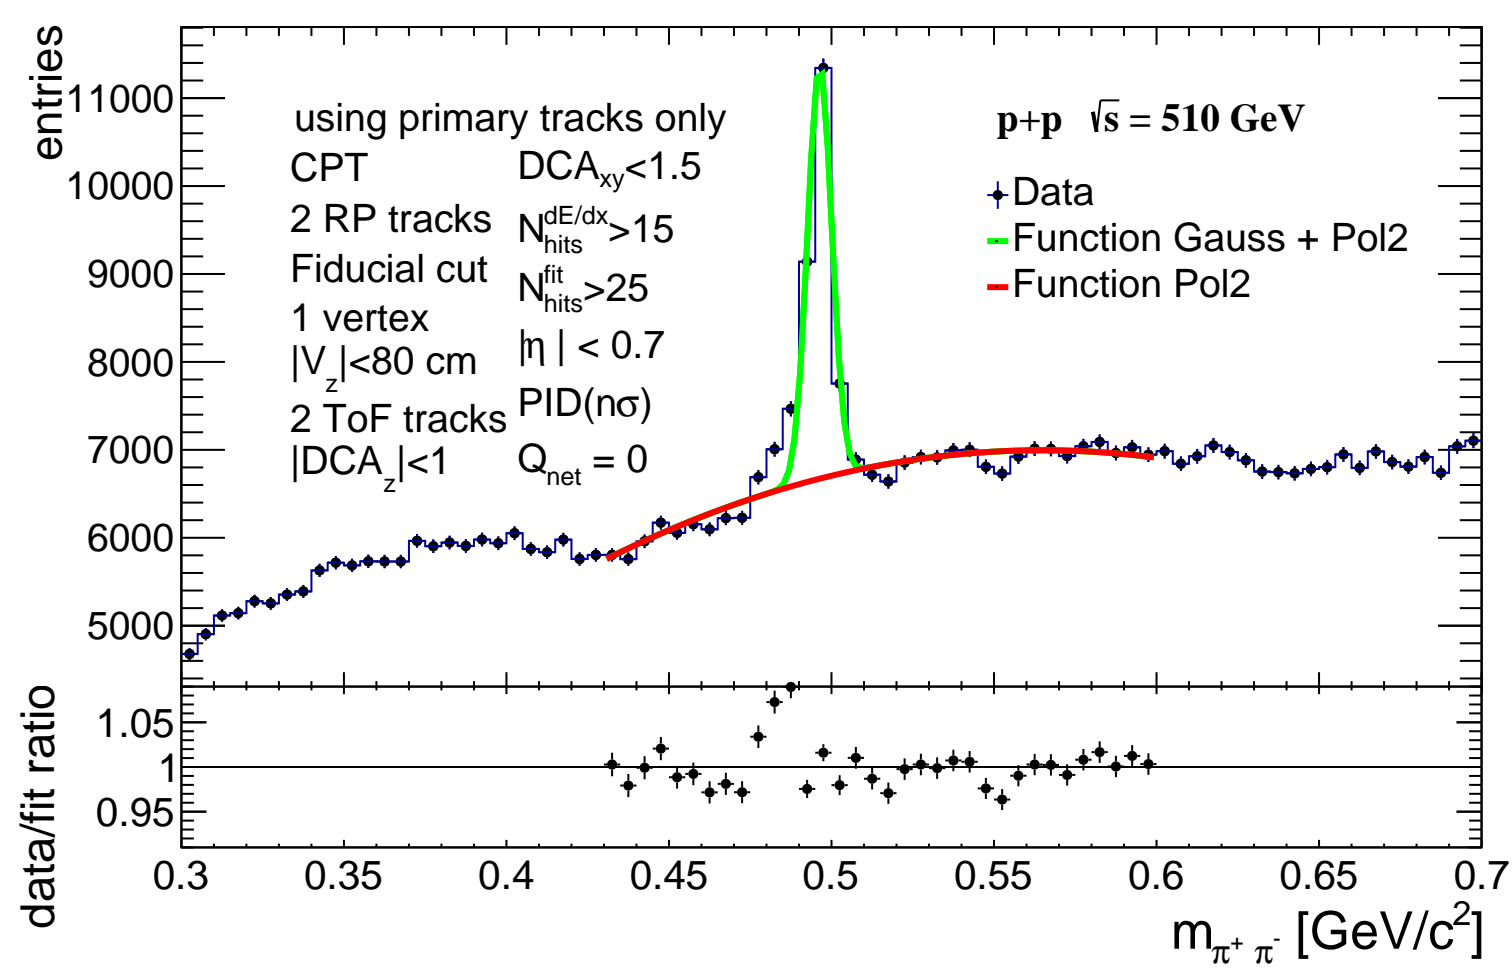 entries
11000
10000
9000
8000
7000
6000
5000
using primary tracks only
CPT
2 RP tracks
Fiducial cut
1 vertex
|V_z|<80 cm
2 ToF tracks
|DCA_z|<1
DCA_xy<1.5
N_hits^dE/dx>15
N_hits^fit>25
|η| < 0.7
PID(nσ)
Q_net = 0
p+p √s = 510 GeV
Data
Function Gauss + Pol2
Function Pol2
data/fit ratio
1.05
1
0.95
0.3 0.35 0.4 0.45 0.5 0.55 0.6 0.65 0.7
m_π⁺ π⁻ [GeV/c²]